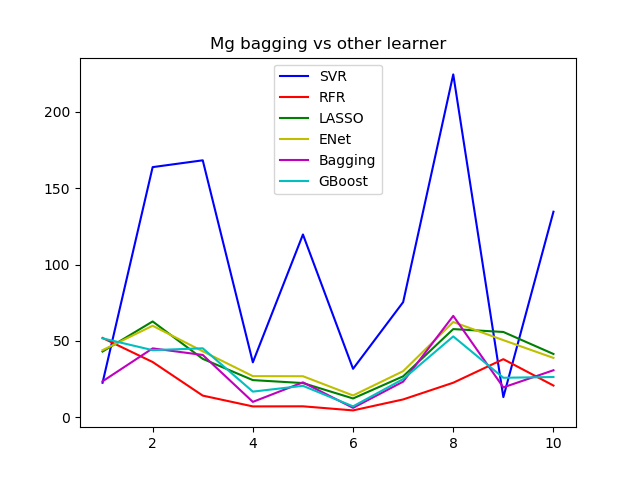 Mg bagging vs other learner
SVR
RFR
LASSO
ENet
Bagging
GBoost
200
150
100
50
0
2 4 6 8 10